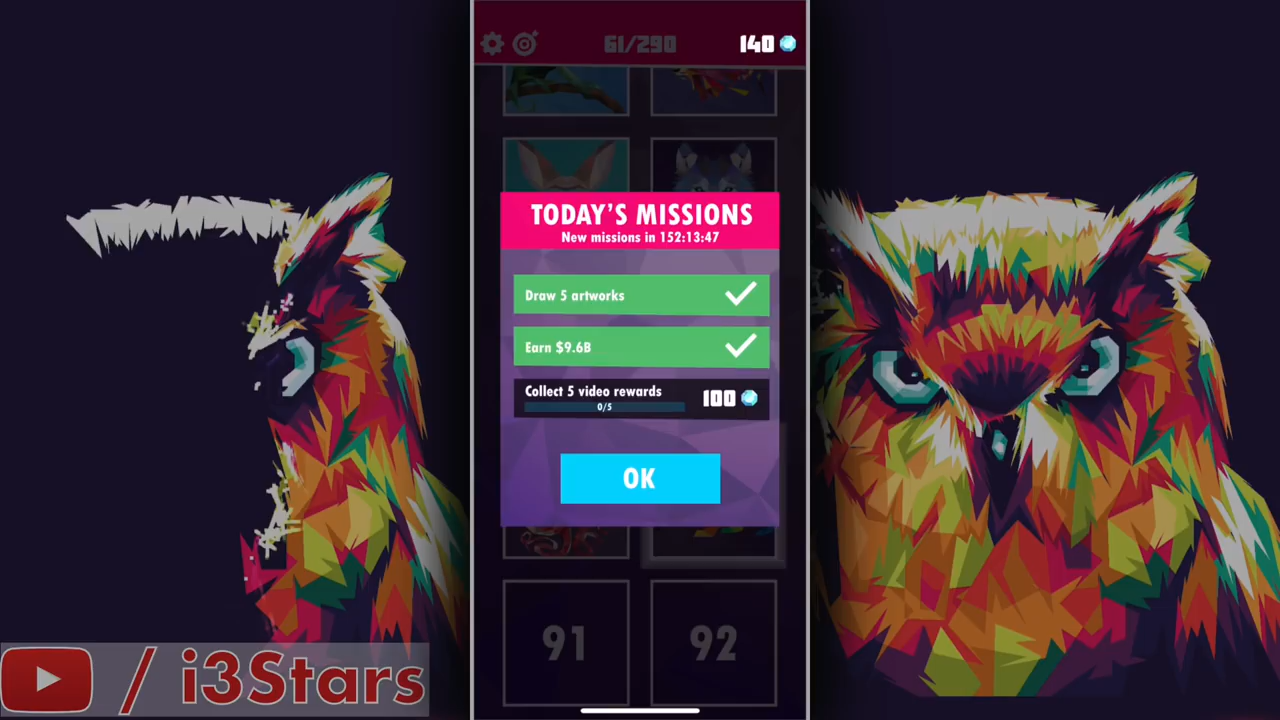 61/290
140
TODAY'S MISSIONS
New missions in 152:13:47
Draw 5 artworks
Earn $9.6B
Collect 5 video rewards
0/5
100
OK
91
92
/ i3Stars